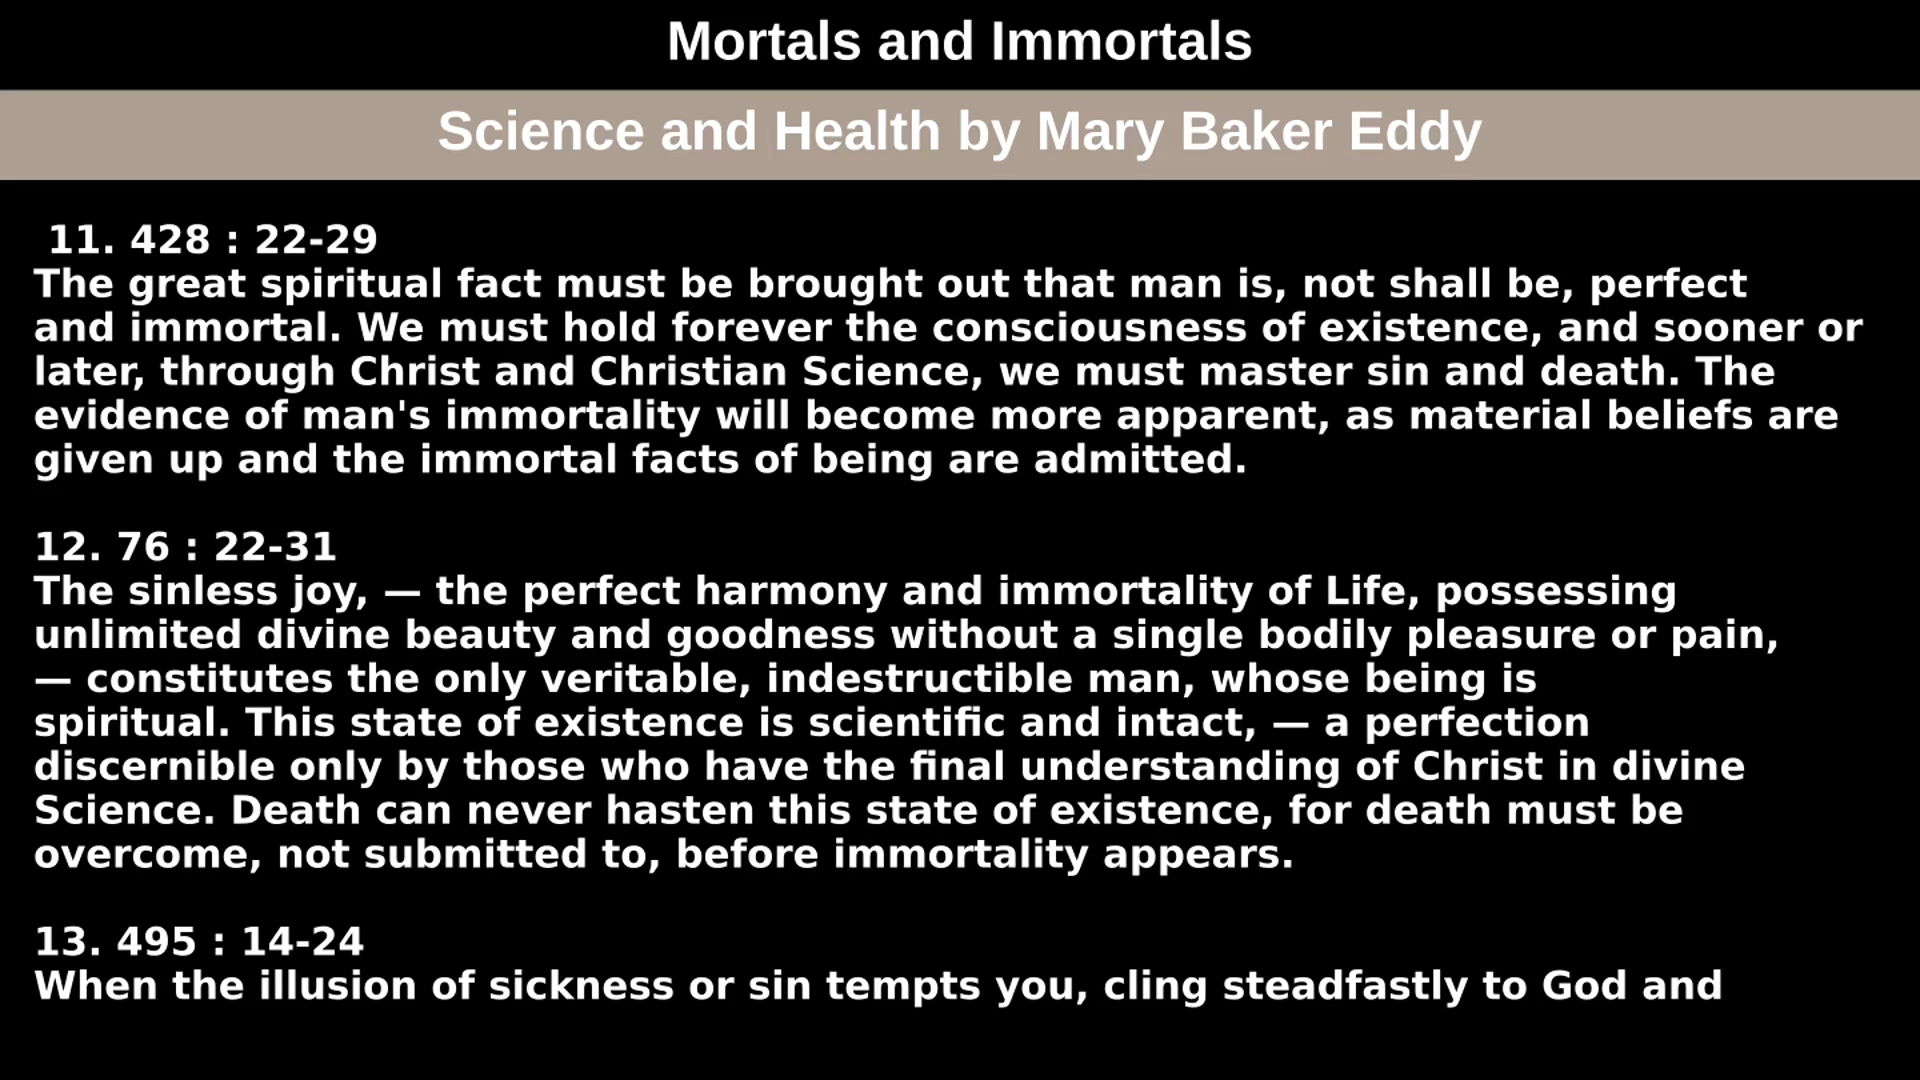 Mortals and Immortals
Science and Health by Mary Baker Eddy
11. 428 : 22-29
The great spiritual fact must be brought out that man is, not shall be, perfect
and immortal. We must hold forever the consciousness of existence, and sooner or
later, through Christ and Christian Science, we must master sin and death. The
evidence of man's immortality will become more apparent, as material beliefs are
given up and the immortal facts of being are admitted.
12. 76 : 22-31
The sinless joy, — the perfect harmony and immortality of Life, possessing
unlimited divine beauty and goodness without a single bodily pleasure or pain,
— constitutes the only veritable, indestructible man, whose being is
spiritual. This state of existence is scientific and intact, — a perfection
discernible only by those who have the final understanding of Christ in divine
Science. Death can never hasten this state of existence, for death must be
overcome, not submitted to, before immortality appears.
13. 495 : 14-24
When the illusion of sickness or sin tempts you, cling steadfastly to God and